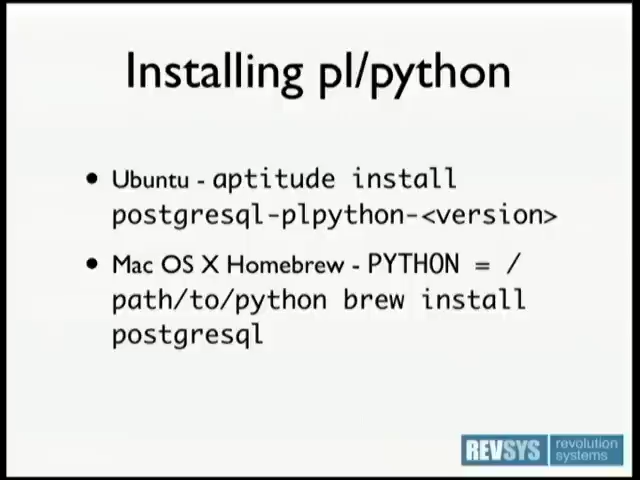 Installing pl/python
• Ubuntu - aptitude install
postgresql-plpython-<version>
• Mac OS X Homebrew - PYTHON = /
path/to/python brew install
postgresql
REVSYS revolution
systems